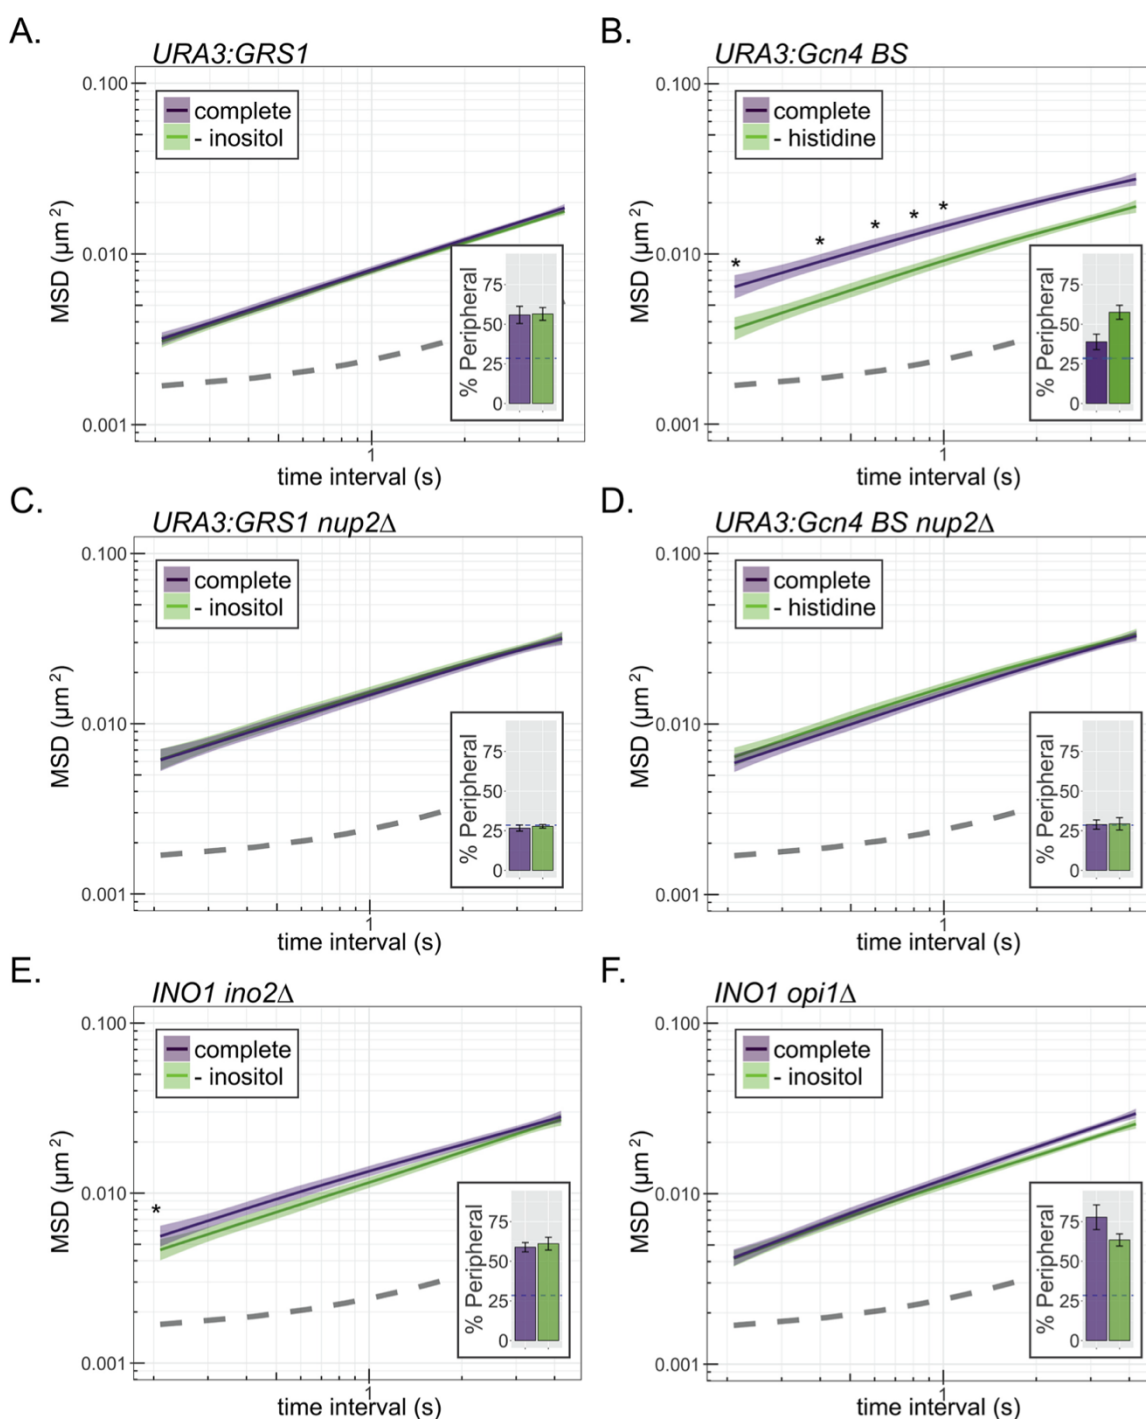 A.
URA3:GRS1
0.100
complete
- inositol
MSD (µm²)
0.010
0.001
% Peripheral
75
50
25
0
1
time interval (s)
B.
URA3:Gcn4 BS
0.100
complete
- histidine
MSD (µm²)
* * * * *
0.010
0.001
% Peripheral
75
50
25
0
1
time interval (s)
C.
URA3:GRS1 nup2Δ
0.100
complete
- inositol
MSD (µm²)
0.010
0.001
% Peripheral
75
50
25
0
1
time interval (s)
D.
URA3:Gcn4 BS nup2Δ
0.100
complete
- histidine
MSD (µm²)
0.010
0.001
% Peripheral
75
50
25
0
1
time interval (s)
E.
INO1 ino2Δ
0.100
complete
- inositol
MSD (µm²)
0.010
*
0.001
% Peripheral
75
50
25
0
1
time interval (s)
F.
INO1 opi1Δ
0.100
complete
- inositol
MSD (µm²)
0.010
0.001
% Peripheral
75
50
25
0
1
time interval (s)